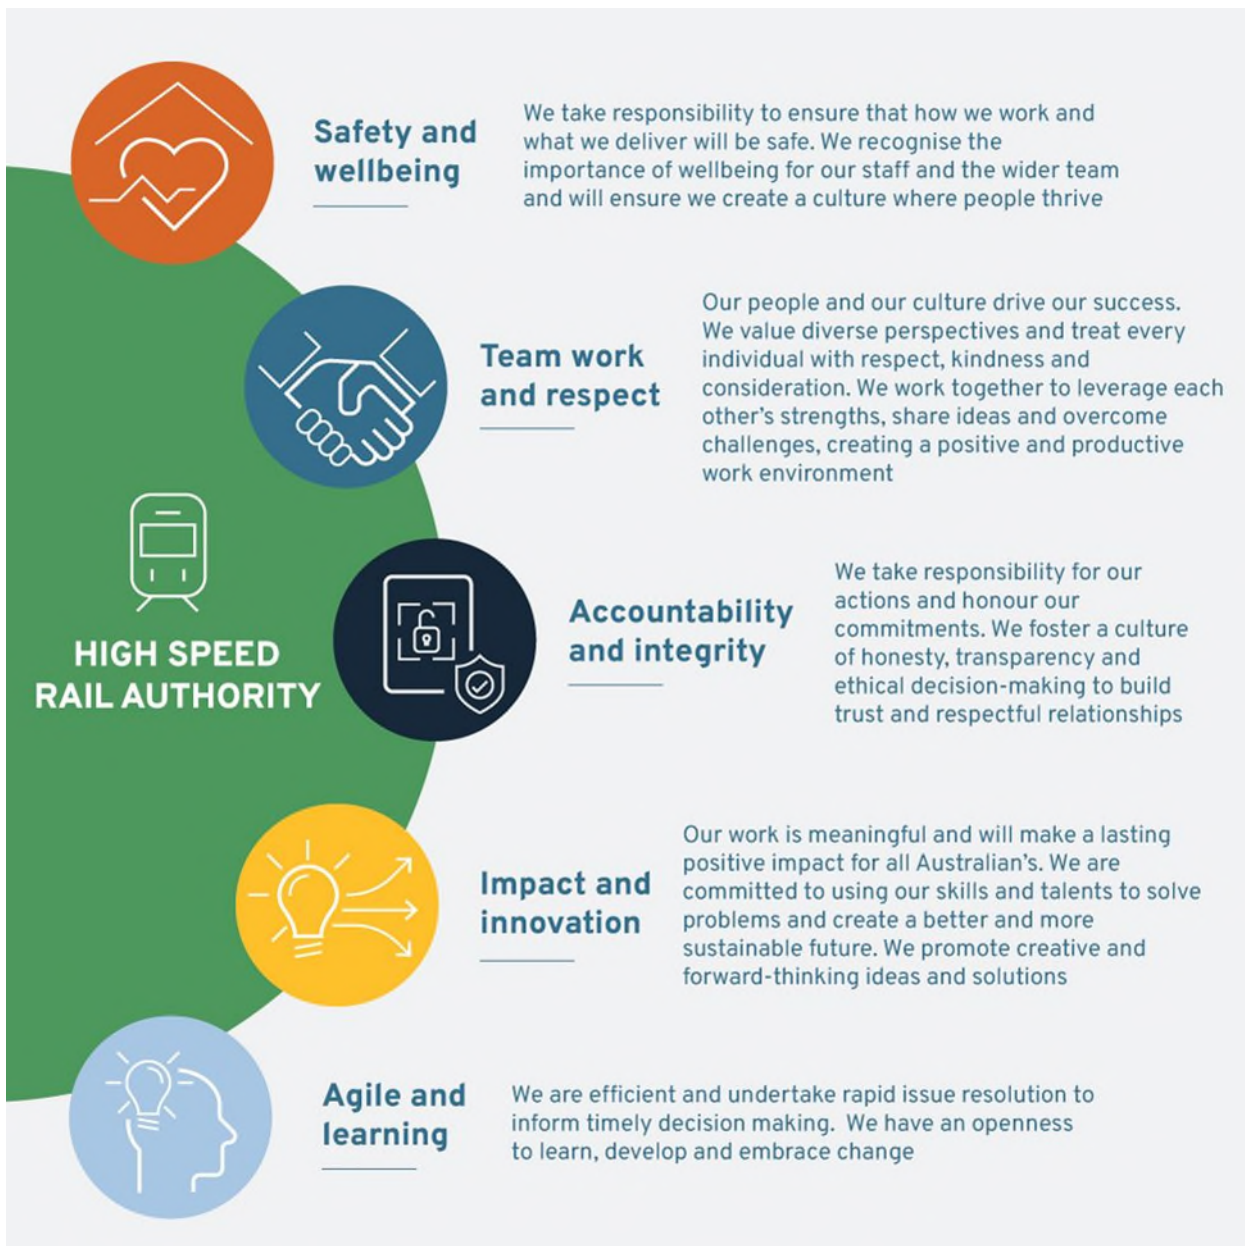 Safety and
wellbeing
We take responsibility to ensure that how we work and
what we deliver will be safe. We recognise the
importance of wellbeing for our staff and the wider team
and will ensure we create a culture where people thrive
Team work
and respect
Our people and our culture drive our success.
We value diverse perspectives and treat every
individual with respect, kindness and
consideration. We work together to leverage each
other's strengths, share ideas and overcome
challenges, creating a positive and productive
work environment
HIGH SPEED
RAIL AUTHORITY
Accountability
and integrity
We take responsibility for our
actions and honour our
commitments. We foster a culture
of honesty, transparency and
ethical decision-making to build
trust and respectful relationships
Impact and
innovation
Our work is meaningful and will make a lasting
positive impact for all Australian's. We are
committed to using our skills and talents to solve
problems and create a better and more
sustainable future. We promote creative and
forward-thinking ideas and solutions
Agile and
learning
We are efficient and undertake rapid issue resolution to
inform timely decision making.  We have an openness
to learn, develop and embrace change